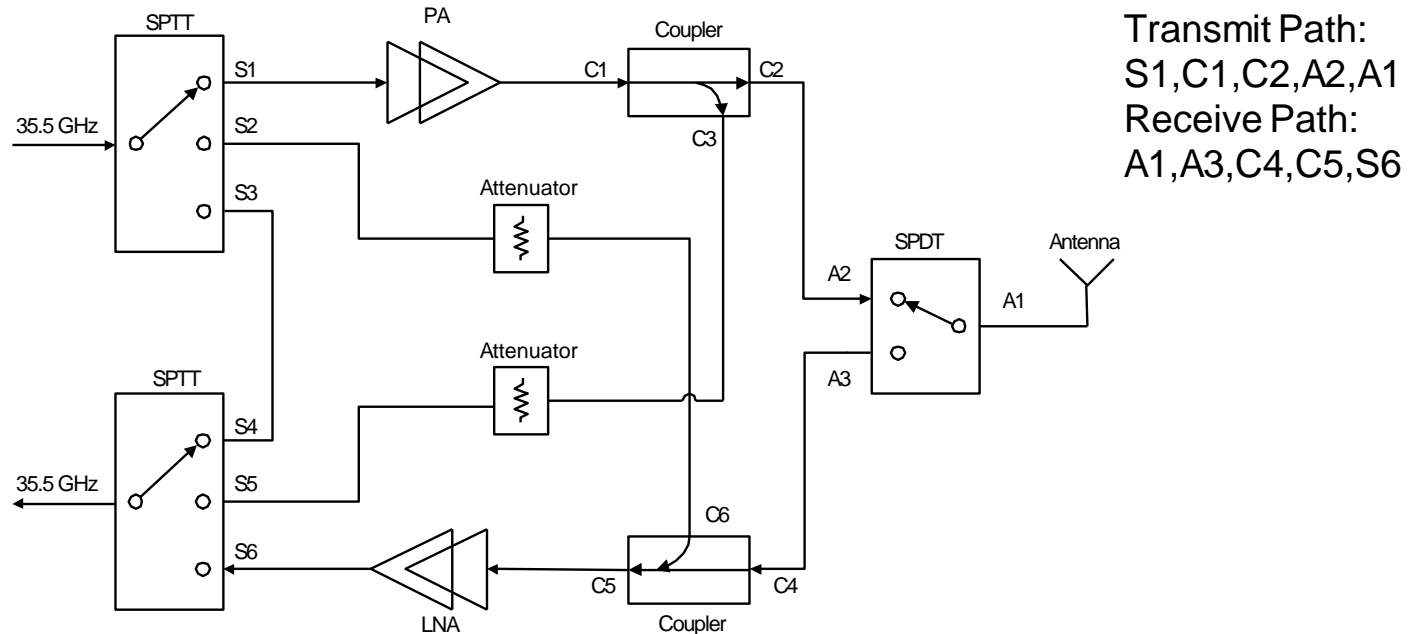 SPTT
PA
Coupler
Transmit Path:
S1,C1,C2,A2,A1
Receive Path:
A1,A3,C4,C5,S6
S1
C1
C2
35.5 GHz
S2
C3
S3
Attenuator
SPDT
Antenna
A2
A1
Attenuator
A3
SPTT
S4
35.5 GHz
S5
C6
S6
C5
C4
LNA
Coupler